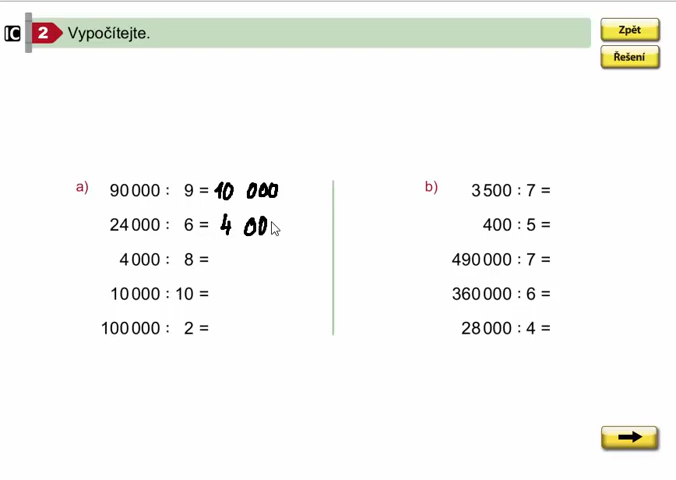 IC 2 Vypočítejte.
Zpět
Řešení
a) 90 000 : 9 = 10 000
24 000 : 6 = 4 00
4 000 : 8 =
10 000 : 10 =
100 000 : 2 =
b) 3 500 : 7 =
400 : 5 =
490 000 : 7 =
360 000 : 6 =
28 000 : 4 =